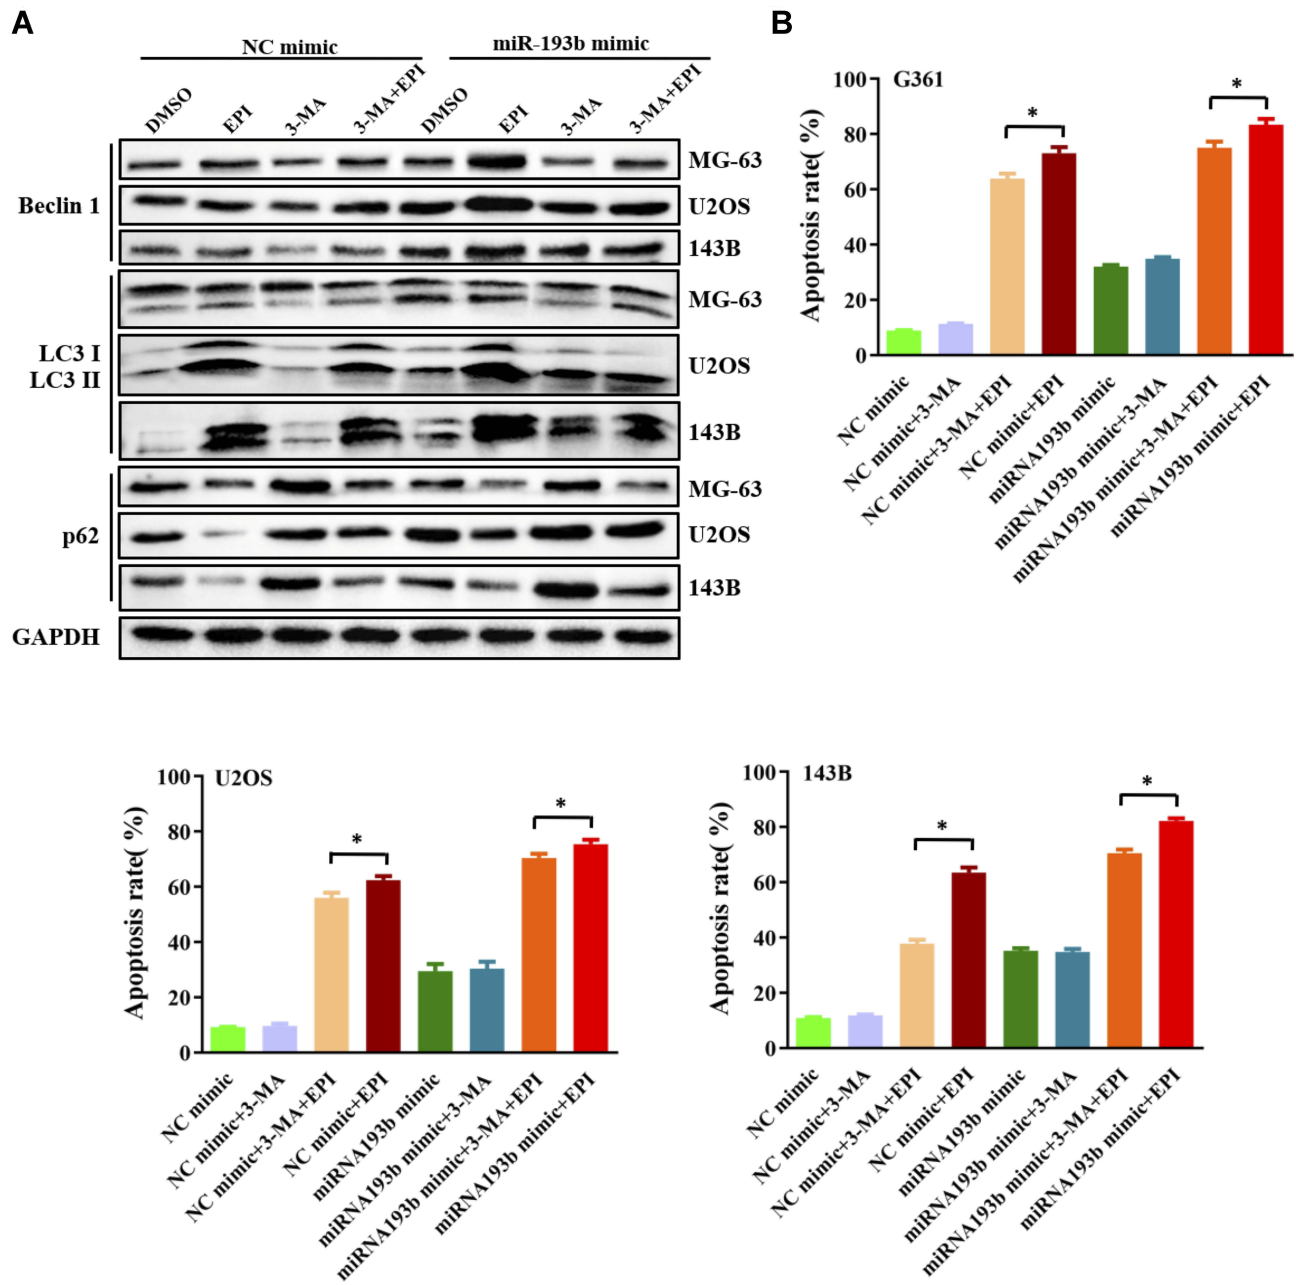 A
NC mimic
miR-193b mimic
DMSO
EPI
3-MA
3-MA+EPI
DMSO
EPI
3-MA
3-MA+EPI
Beclin 1
MG-63
U2OS
143B
LC3 I
LC3 II
MG-63
U2OS
143B
p62
MG-63
U2OS
143B
GAPDH
B
G361
Apoptosis rate( %)
100
80
60
40
20
0
*
*
NC mimic
NC mimic+3-MA
NC mimic+3-MA+EPI
NC mimic+EPI
miRNA193b mimic
miRNA193b mimic+3-MA
miRNA193b mimic+3-MA+EPI
miRNA193b mimic+EPI
U2OS
Apoptosis rate( %)
100
80
60
40
20
0
*
*
NC mimic
NC mimic+3-MA
NC mimic+3-MA+EPI
NC mimic+EPI
miRNA193b mimic
miRNA193b mimic+3-MA
miRNA193b mimic+3-MA+EPI
miRNA193b mimic+EPI
143B
Apoptosis rate( %)
100
80
60
40
20
0
*
*
NC mimic
NC mimic+3-MA
NC mimic+3-MA+EPI
NC mimic+EPI
miRNA193b mimic
miRNA193b mimic+3-MA
miRNA193b mimic+3-MA+EPI
miRNA193b mimic+EPI